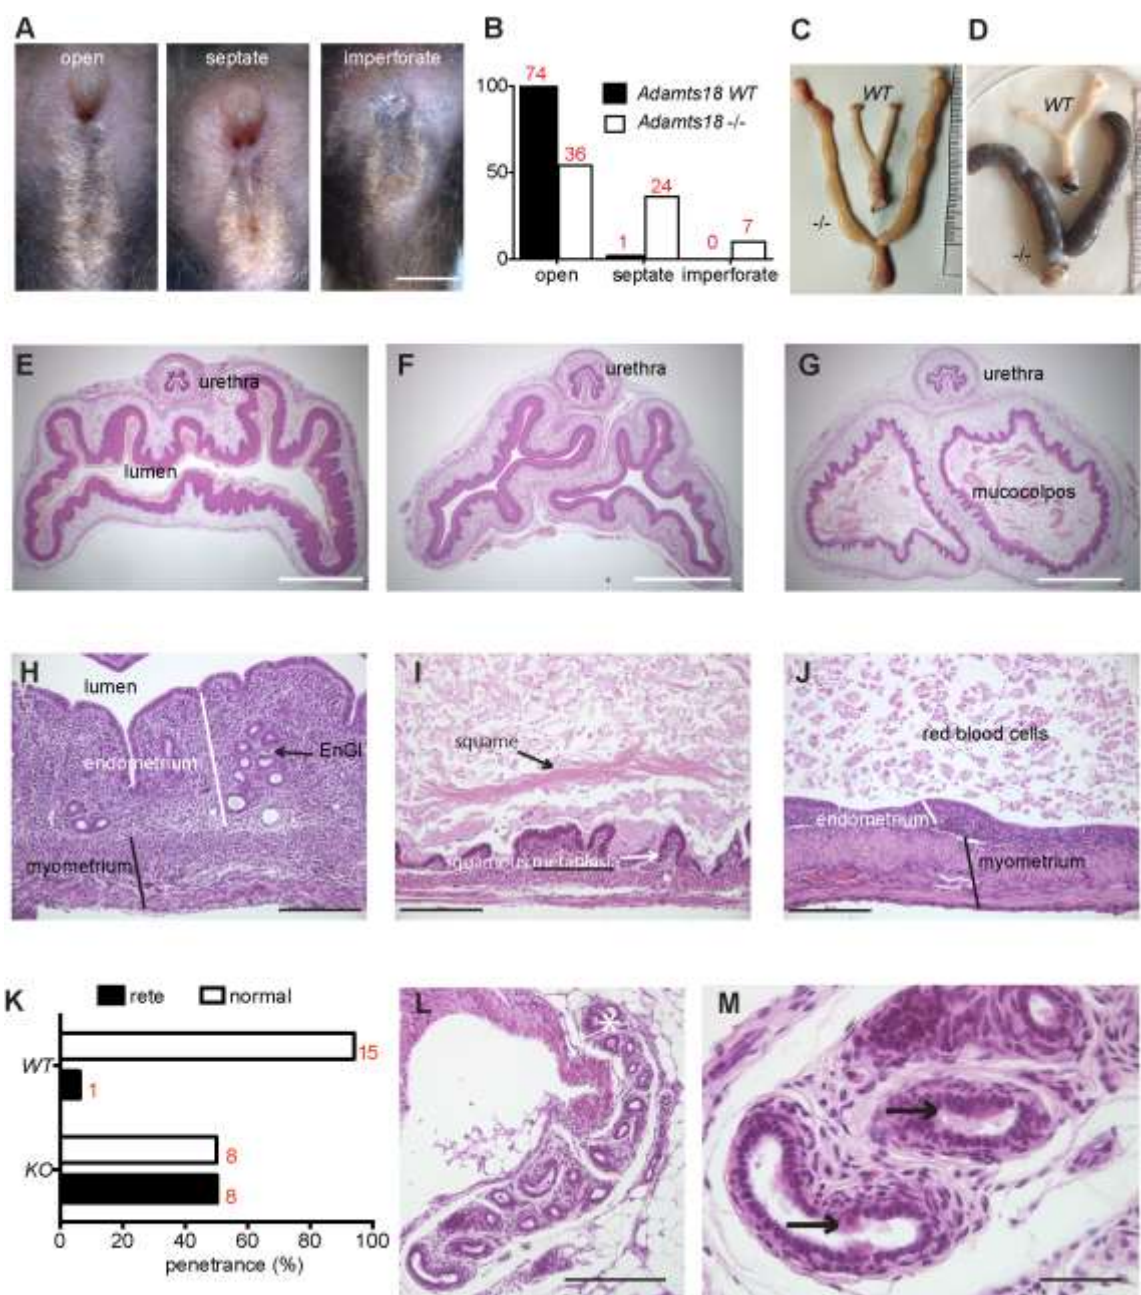 A
open
septate
imperforate
B
74
100
Adamts18 WT
Adamts18 -/-
36
50
24
1
0
7
0
open
septate
imperforate
C
WT
-/-
D
WT
-/-
E
urethra
lumen
F
urethra
G
urethra
mucocolpos
H
lumen
EnGl
endometrium
myometrium
I
squame
squamous metaplasia
J
red blood cells
endometrium
myometrium
K
rete
normal
WT
15
1
KO
8
8
0
20
40
60
80
100
penetrance (%)
L
*
M